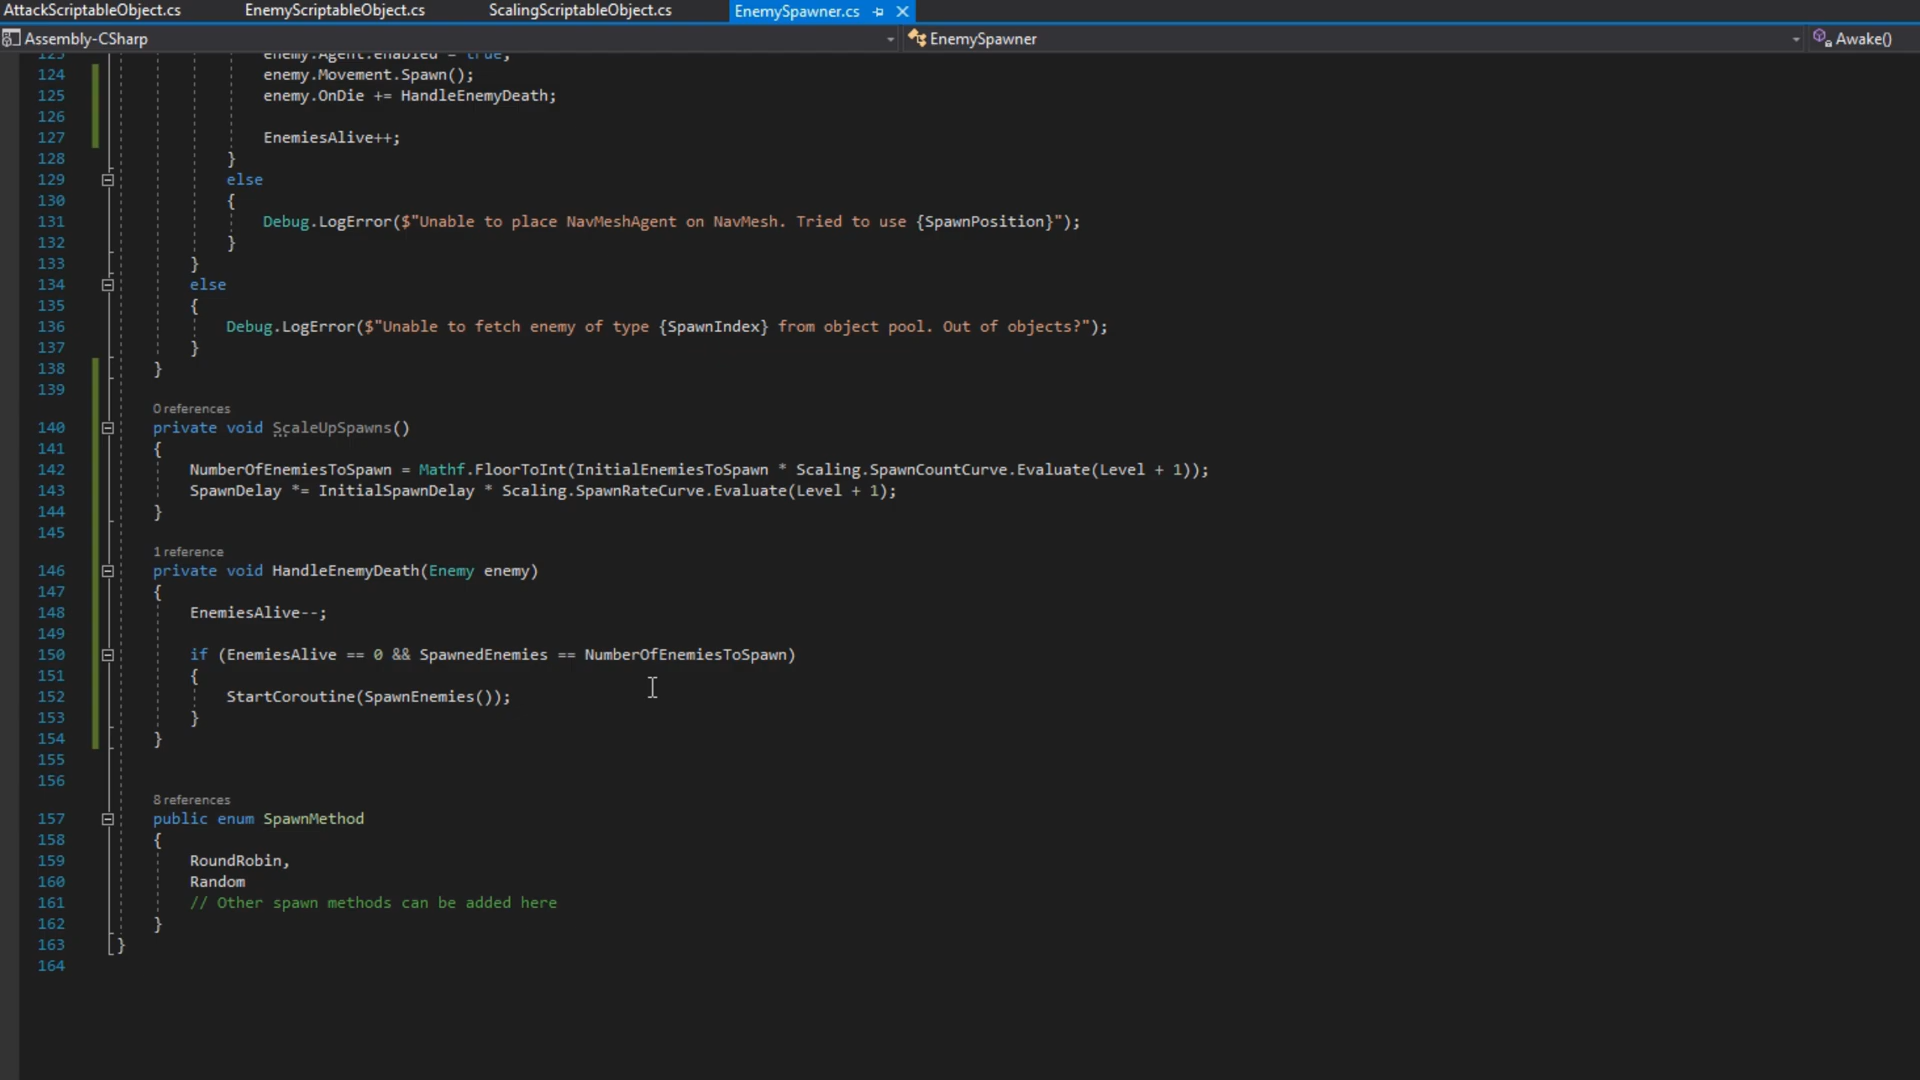 AttackScriptableObject.cs EnemyScriptableObject.cs ScalingScriptableObject.cs EnemySpawner.cs
Assembly-CSharp EnemySpawner Awake()
123 enemy.Agent.enabled = true;
124 enemy.Movement.Spawn();
125 enemy.OnDie += HandleEnemyDeath;
126
127 EnemiesAlive++;
128 }
129 else
130 {
131 Debug.LogError($"Unable to place NavMeshAgent on NavMesh. Tried to use {SpawnPosition}");
132 }
133 }
134 else
135 {
136 Debug.LogError($"Unable to fetch enemy of type {SpawnIndex} from object pool. Out of objects?");
137 }
138 }
139
0 references
140 private void ScaleUpSpawns()
141 {
142 NumberOfEnemiesToSpawn = Mathf.FloorToInt(InitialEnemiesToSpawn * Scaling.SpawnCountCurve.Evaluate(Level + 1));
143 SpawnDelay *= InitialSpawnDelay * Scaling.SpawnRateCurve.Evaluate(Level + 1);
144 }
145
1 reference
146 private void HandleEnemyDeath(Enemy enemy)
147 {
148 EnemiesAlive--;
149
150 if (EnemiesAlive == 0 && SpawnedEnemies == NumberOfEnemiesToSpawn)
151 {
152 StartCoroutine(SpawnEnemies());
153 }
154 }
155
156
8 references
157 public enum SpawnMethod
158 {
159 RoundRobin,
160 Random
161 // Other spawn methods can be added here
162 }
163 }
164